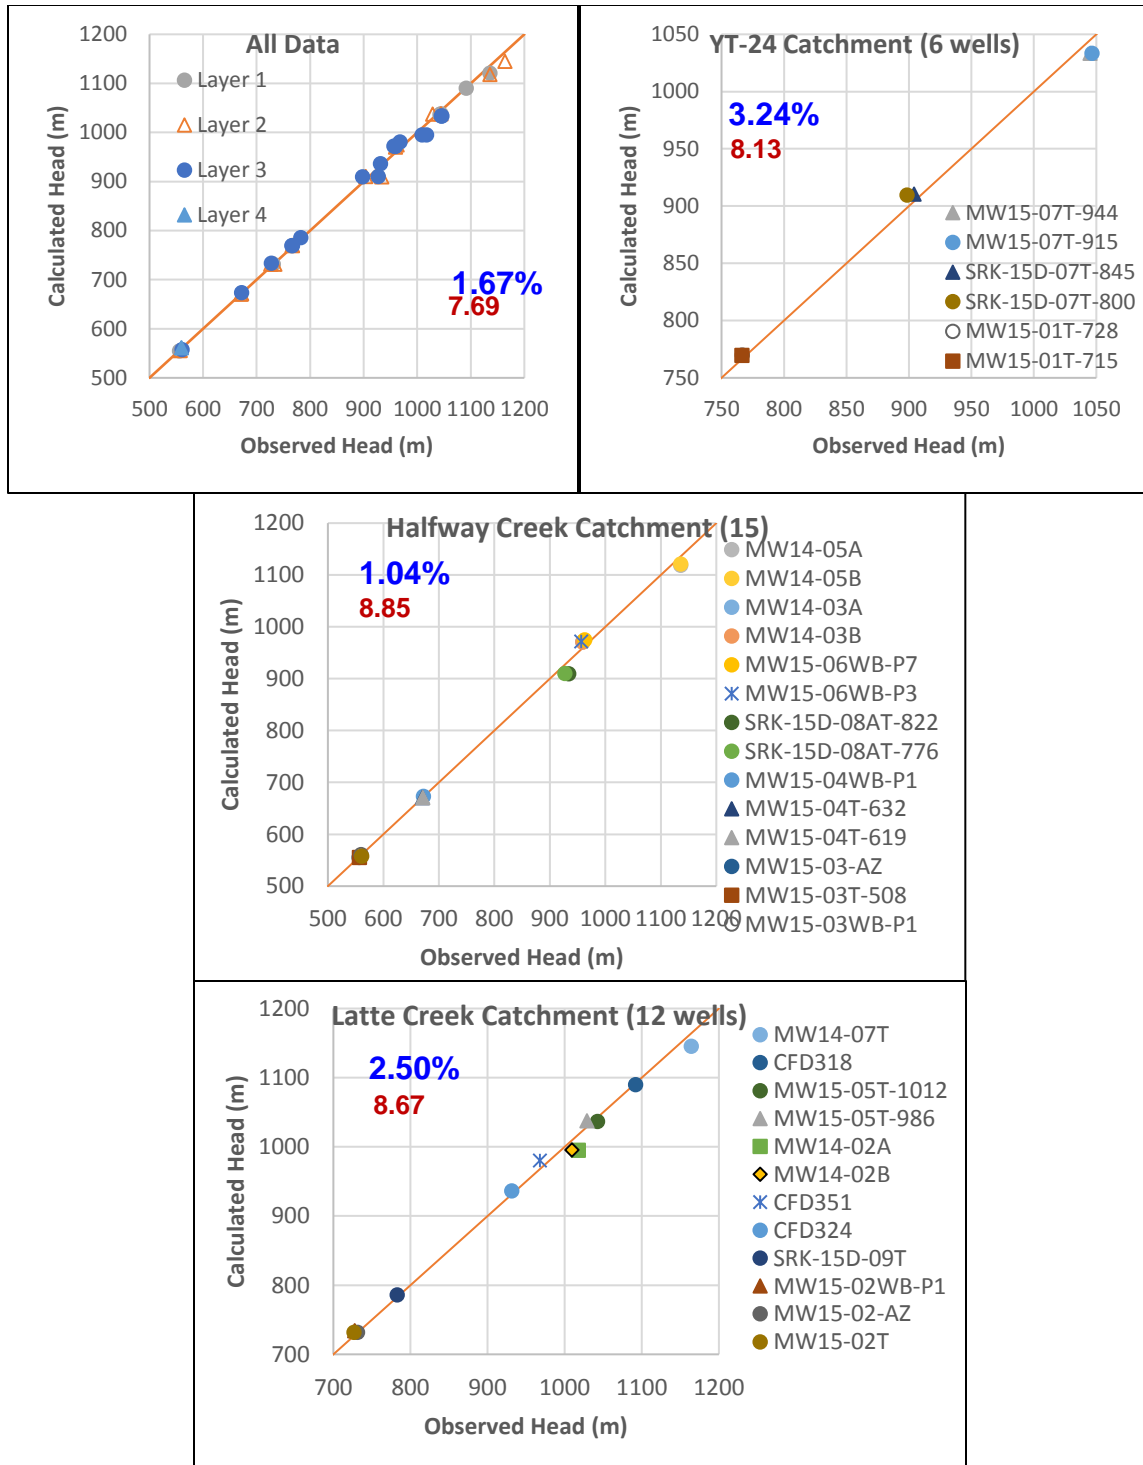 All Data
1200
1100
1000
900
800
700
600
500
Calculated Head (m)
Layer 1
Layer 2
Layer 3
Layer 4
1.67%
7.69
500 600 700 800 900 1000 1100 1200
Observed Head (m)
YT-24 Catchment (6 wells)
1050
1000
950
900
850
800
750
Calculated Head (m)
3.24%
8.13
MW15-07T-944
MW15-07T-915
SRK-15D-07T-845
SRK-15D-07T-800
MW15-01T-728
MW15-01T-715
750 800 850 900 950 1000 1050
Observed Head (m)
Halfway Creek Catchment (15)
1200
1100
1000
900
800
700
600
500
Calculated Head (m)
1.04%
8.85
MW14-05A
MW14-05B
MW14-03A
MW14-03B
MW15-06WB-P7
MW15-06WB-P3
SRK-15D-08AT-822
SRK-15D-08AT-776
MW15-04WB-P1
MW15-04T-632
MW15-04T-619
MW15-03-AZ
MW15-03T-508
MW15-03WB-P1
500 600 700 800 900 1000 1100 1200
Observed Head (m)
Latte Creek Catchment (12 wells)
1200
1100
1000
900
800
700
Calculated Head (m)
2.50%
8.67
MW14-07T
CFD318
MW15-05T-1012
MW15-05T-986
MW14-02A
MW14-02B
CFD351
CFD324
SRK-15D-09T
MW15-02WB-P1
MW15-02-AZ
MW15-02T
700 800 900 1000 1100 1200
Observed Head (m)